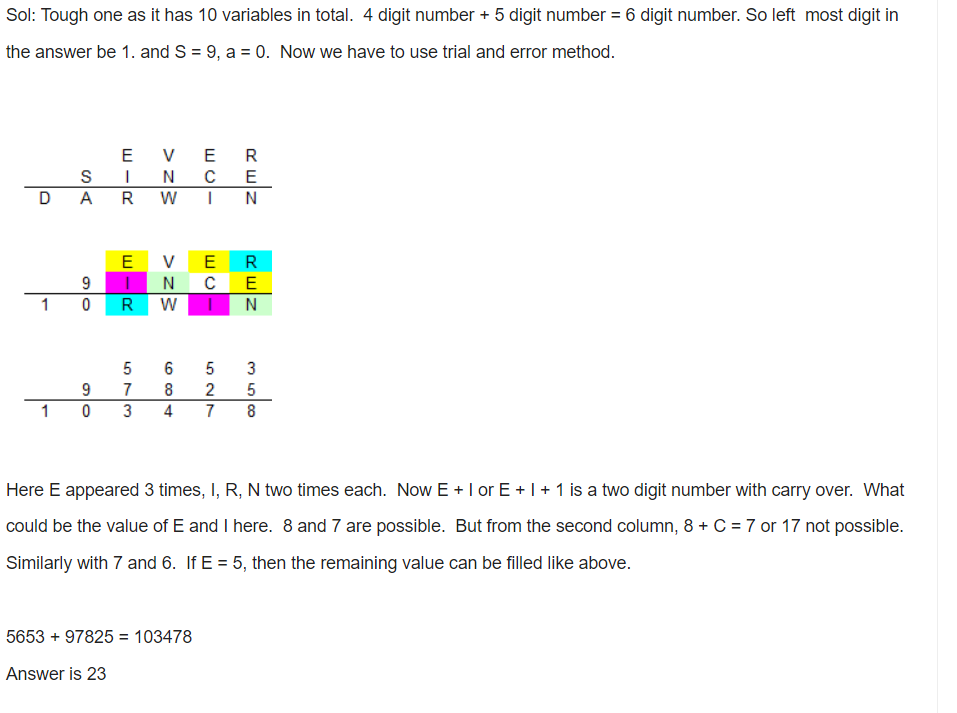 Sol: Tough one as it has 10 variables in total. 4 digit number + 5 digit number = 6 digit number. So left most digit in
the answer be 1. and S = 9, a = 0. Now we have to use trial and error method.
E V E R
S I N C E
D A R W I N
E V E R
9 I N C E
1 0 R W I N
5 6 5 3
9 7 8 2 5
1 0 3 4 7 8
Here E appeared 3 times, I, R, N two times each. Now E + I or E + I + 1 is a two digit number with carry over. What
could be the value of E and I here. 8 and 7 are possible. But from the second column, 8 + C = 7 or 17 not possible.
Similarly with 7 and 6. If E = 5, then the remaining value can be filled like above.
5653 + 97825 = 103478
Answer is 23